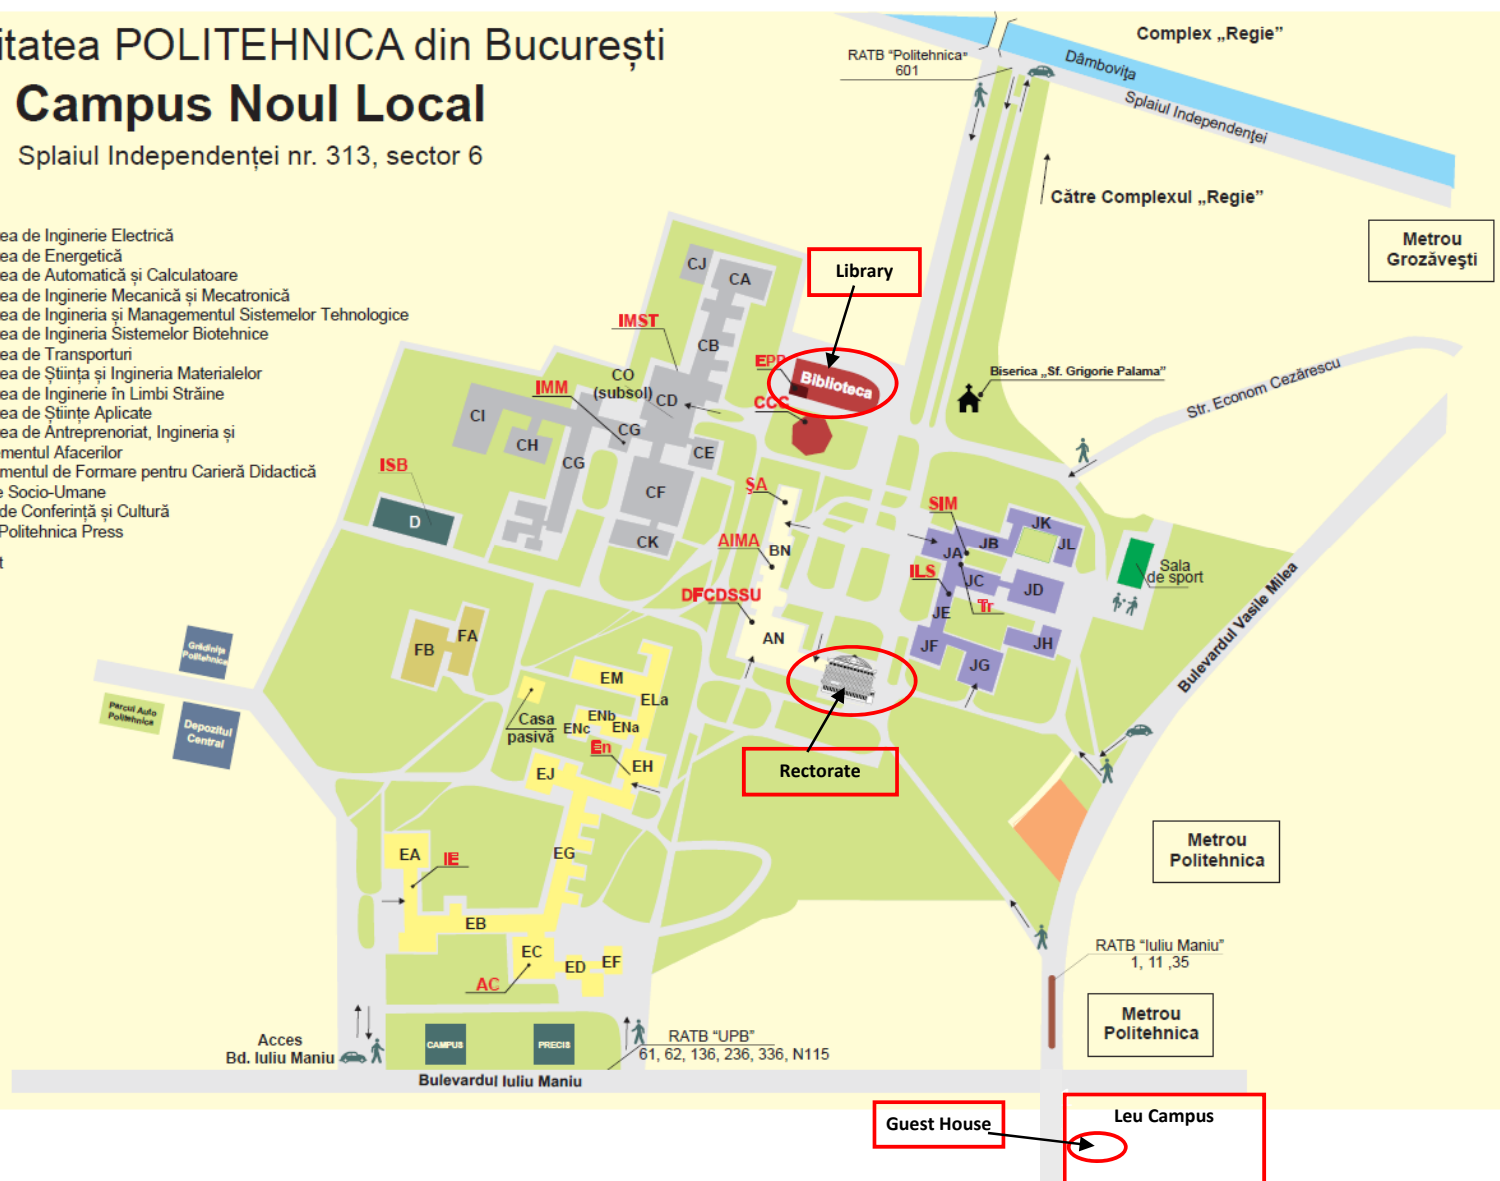 itatea POLITEHNICA din București
Campus Noul Local
Splaiul Independenței nr. 313, sector 6
ea de Inginerie Electrică
ea de Energetică
ea de Automatică și Calculatoare
ea de Inginerie Mecanică și Mecatronică
ea de Ingineria și Managementul Sistemelor Tehnologice
ea de Ingineria Sistemelor Biotehnice
ea de Transporturi
ea de Știința și Ingineria Materialelor
ea de Inginerie în Limbi Străine
ea de Științe Aplicate
ea de Antreprenoriat, Ingineria și
ementul Afacerilor
mentul de Formare pentru Carieră Didactică
e Socio-Umane
de Conferință și Cultură
Politehnica Press
t
Complex „Regie”
RATB “Politehnica”
601
Dâmbovița
Splaiul Independenței
Către Complexul „Regie”
Metrou
Grozăvești
Library
CJ
CA
IMST
CB
EPP
Biblioteca
Biserica „Sf. Grigorie Palama”
Str. Econom Cezărescu
CO
(subsol)
CD
IMM
CCC
CI
CG
CH
CE
CG
ISB
CF
ȘA
D
SIM
JK
CK
AIMA
BN
JA
JB
JL
Sala
de sport
ILS
JC
JD
DFCDSSU
JE
Tr
AN
JF
JH
JG
Bulevardul Vasile Milea
FA
FB
Grădinița
Politehnica
EM
ELa
Parcul Auto
Politehnica
Depozitul
Central
Casa
pasivă
ENb
ENc
ENa
En
EH
EJ
Rectorate
EA
IE
EG
Metrou
Politehnica
EB
EC
ED
EF
AC
RATB “Iuliu Maniu”
1, 11 ,35
Metrou
Politehnica
Acces
Bd. Iuliu Maniu
CAMPUS
PRECIS
RATB “UPB”
61, 62, 136, 236, 336, N115
Bulevardul Iuliu Maniu
Guest House
Leu Campus